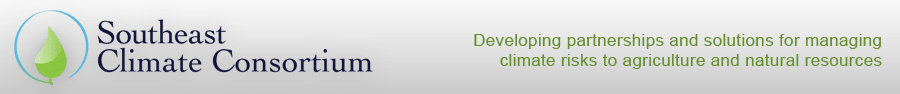 Southeast
Climate Consortium
Developing partnerships and solutions for managing
climate risks to agriculture and natural resources